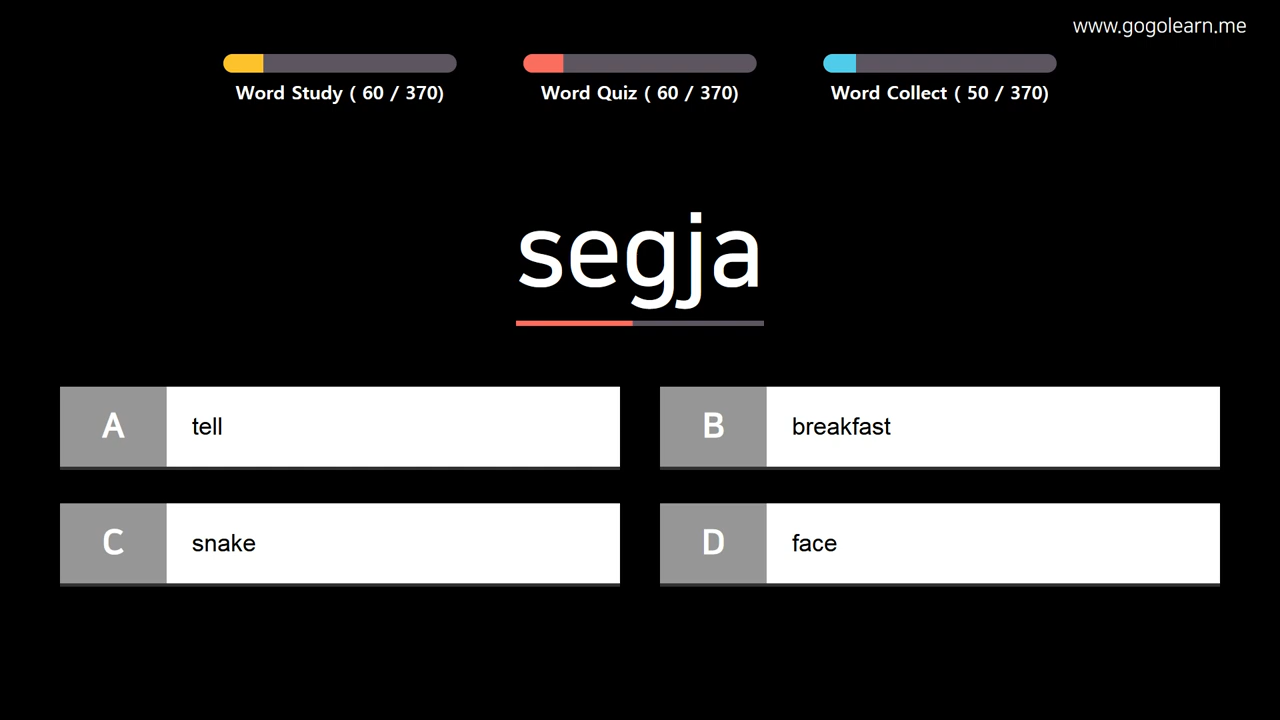 www.gogolearn.me
Word Study ( 60 / 370)
Word Quiz ( 60 / 370)
Word Collect ( 50 / 370)
segja
A tell
B breakfast
C snake
D face